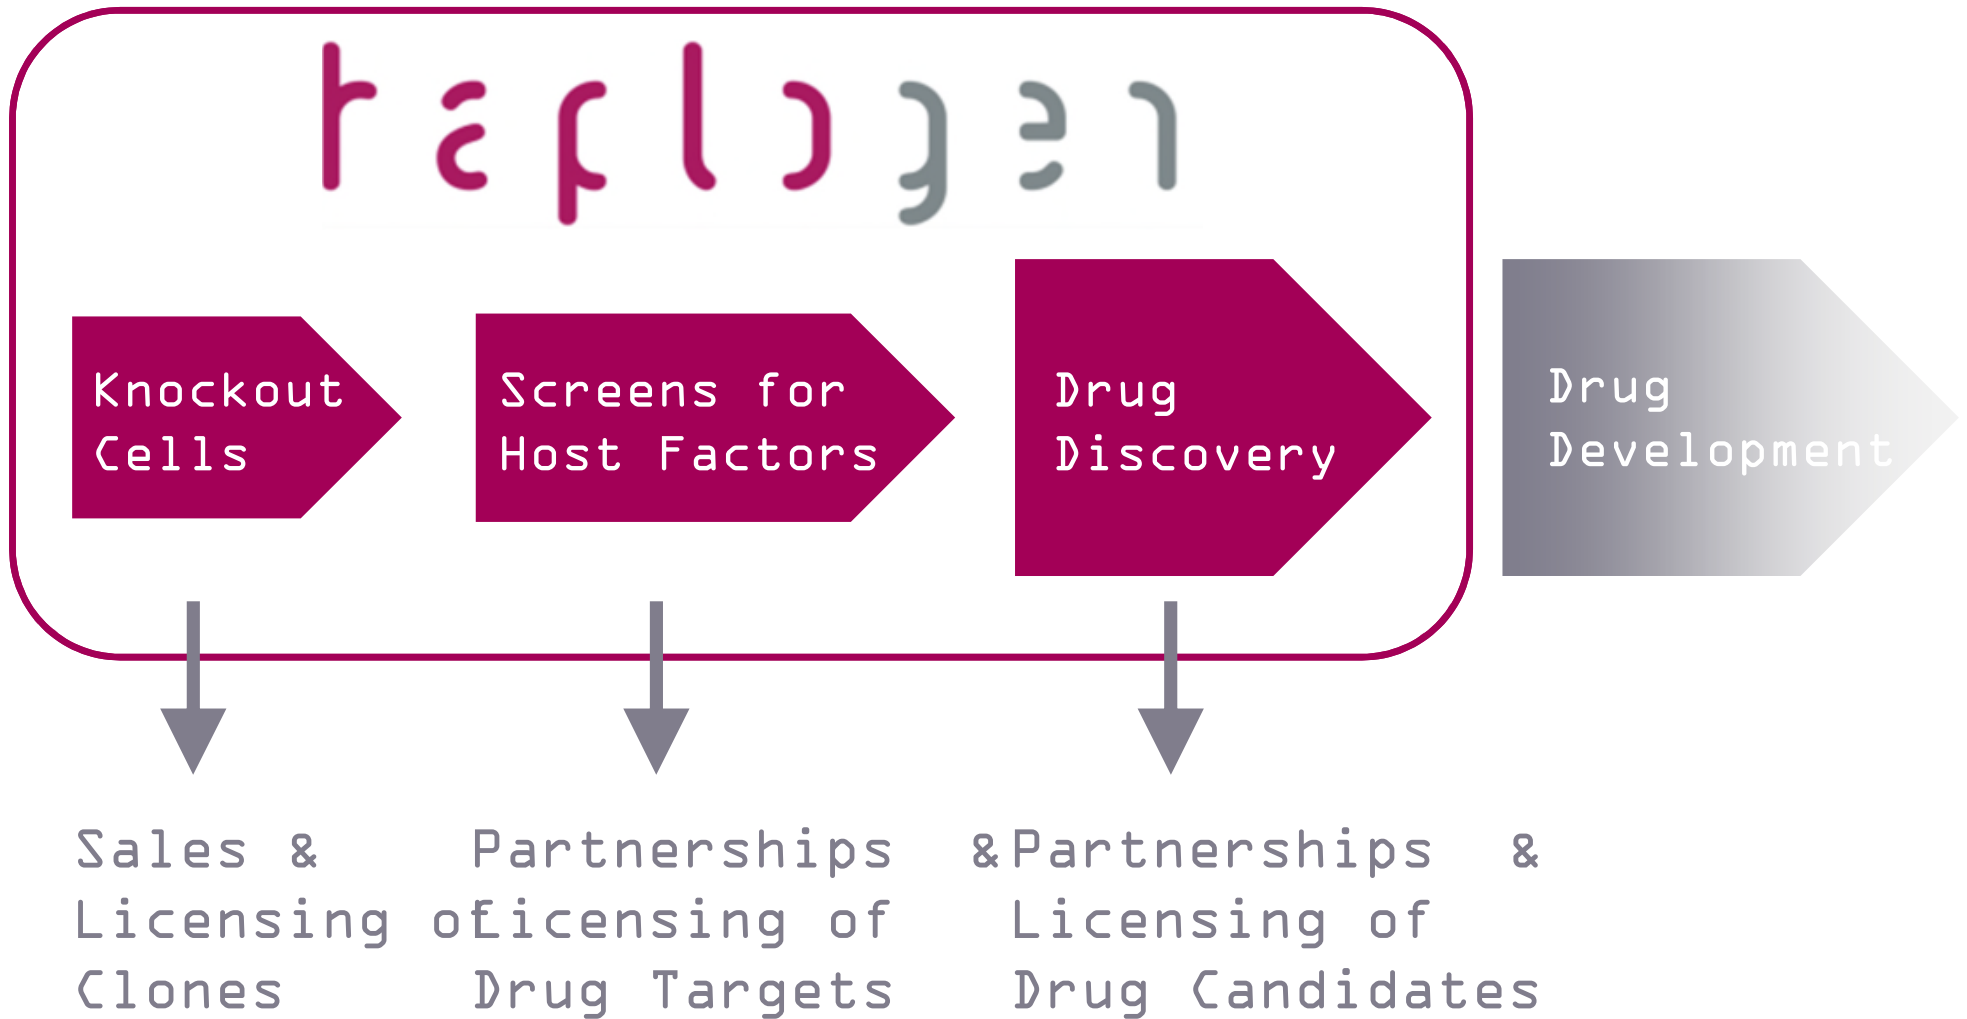 haplogen
Knockout
Cells
Screens for
Host Factors
Drug
Discovery
Drug
Development
Sales &
Licensing of
Clones
Partnerships &
Licensing of
Drug Targets
Partnerships &
Licensing of
Drug Candidates